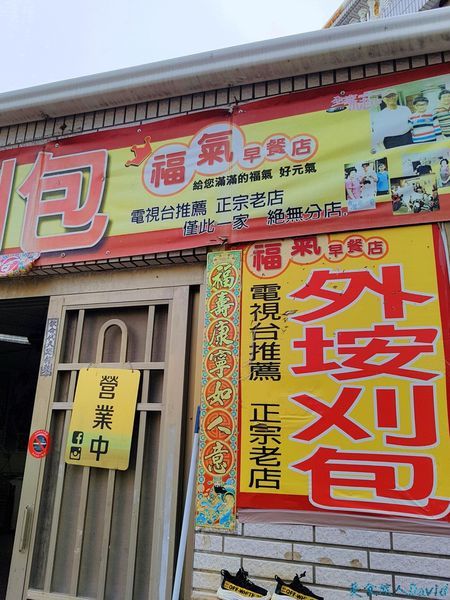 刈包
福氣早餐店
給您滿滿的福氣 好元氣
電視台推薦 正宗老店
僅此一家 絕無分店
福氣早餐店
外垵刈包
電視台推薦 正宗老店
福壽康寧如人意
營業中
OFF-WHITE